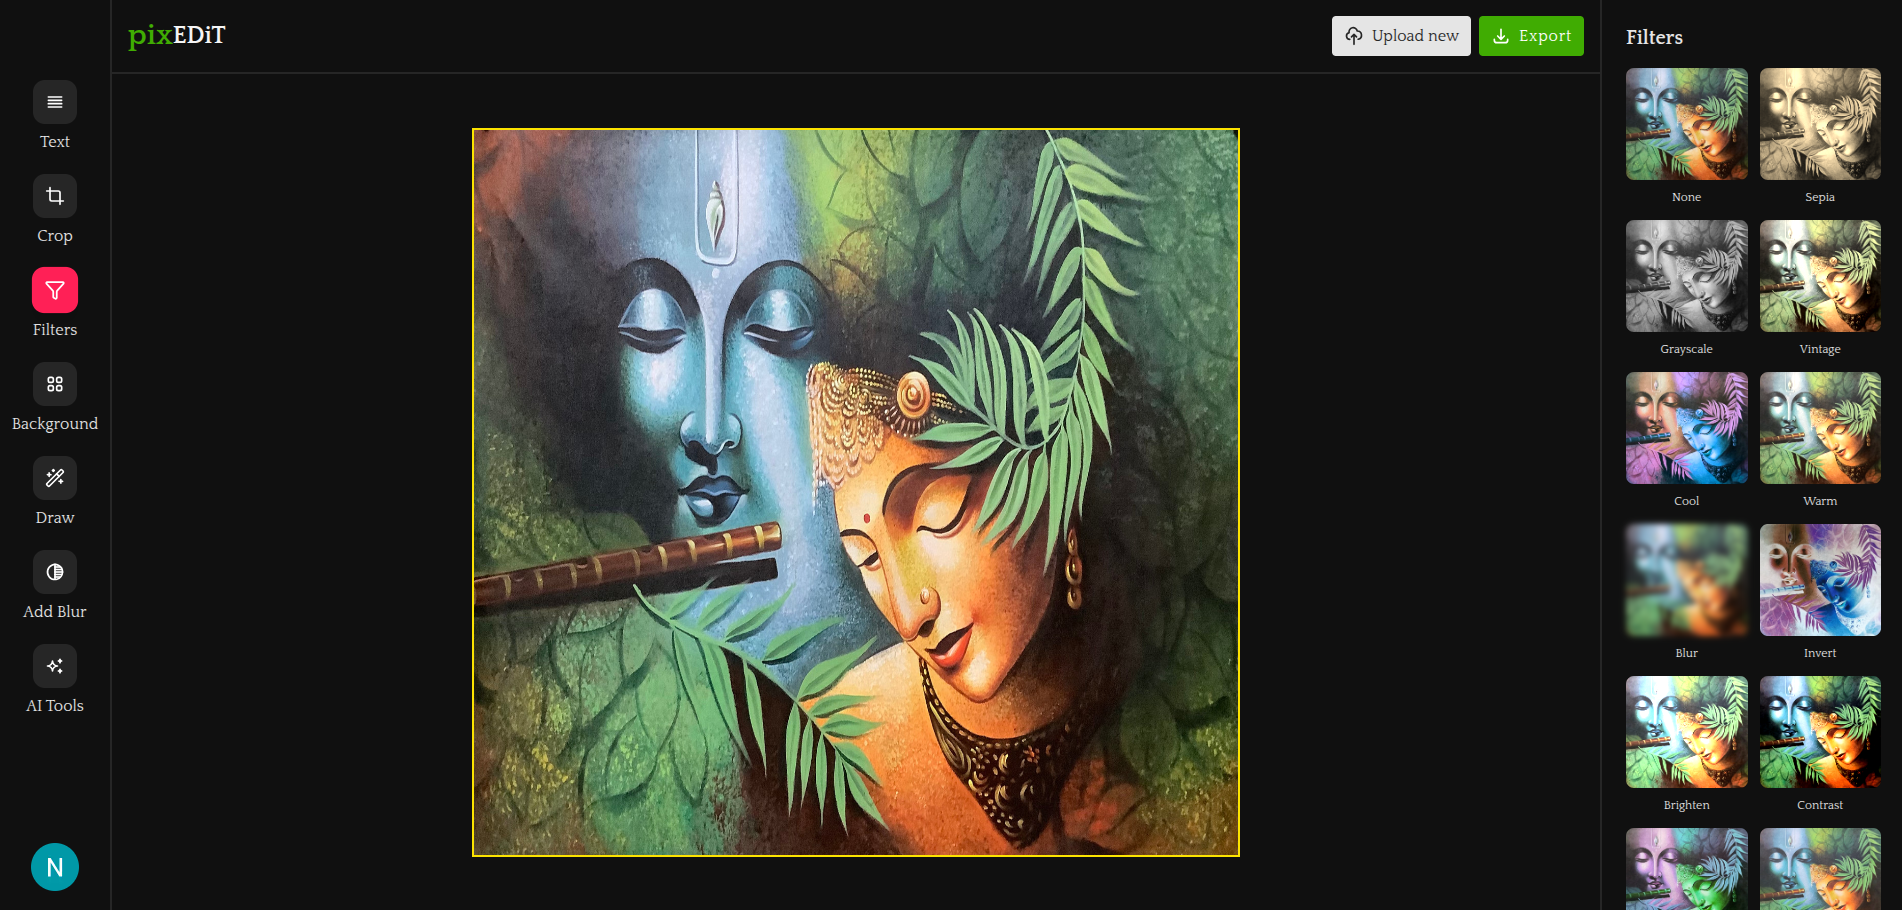 pixEDiT
Upload new
Export
Text
Crop
Filters
Background
Draw
Add Blur
AI Tools
N
Filters
None
Sepia
Grayscale
Vintage
Cool
Warm
Blur
Invert
Brighten
Contrast